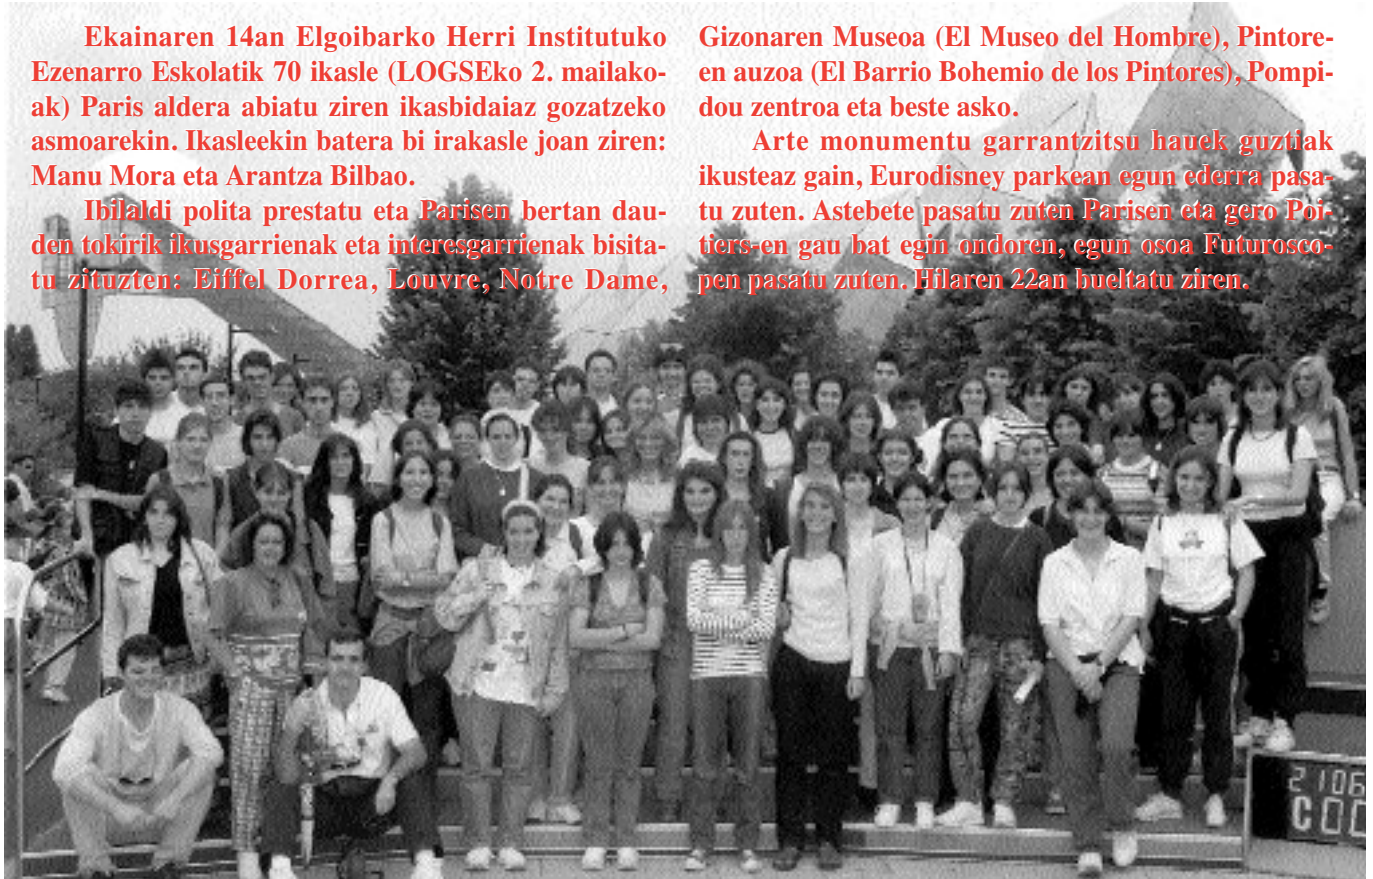 Ekainaren 14an Elgoibarko Herri Institutuko
Ezenarro Eskolatik 70 ikasle (LOGSEko 2. mailako-
ak) Paris aldera abiatu ziren ikasbidaiaz gozatzeko
asmoarekin. Ikasleekin batera bi irakasle joan ziren:
Manu Mora eta Arantza Bilbao.
Ibilaldi polita prestatu eta Parisen bertan dau-
den tokirik ikusgarrienak eta interesgarrienak bisita-
tu zituzten: Eiffel Dorrea, Louvre, Notre Dame,
Gizonaren Museoa (El Museo del Hombre), Pintore-
en auzoa (El Barrio Bohemio de los Pintores), Pompi-
dou zentroa eta beste asko.
Arte monumentu garrantzitsu hauek guztiak
ikusteaz gain, Eurodisney parkean egun ederra pasa-
tu zuten. Astebete pasatu zuten Parisen eta gero Poi-
tiers-en gau bat egin ondoren, egun osoa Futurosco-
pen pasatu zuten. Hilaren 22an bueltatu ziren.
2106